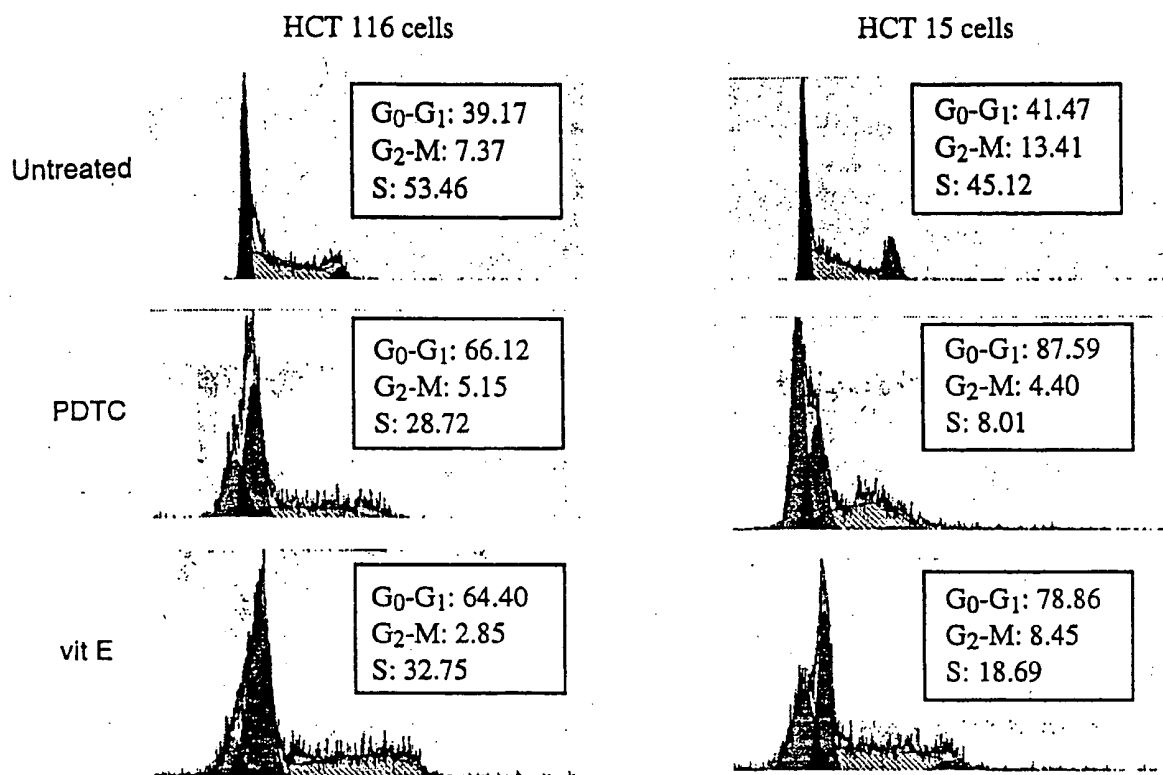 HCT 116 cells
HCT 15 cells
Untreated
G0-G1: 39.17
G2-M: 7.37
S: 53.46
G0-G1: 41.47
G2-M: 13.41
S: 45.12
PDTC
G0-G1: 66.12
G2-M: 5.15
S: 28.72
G0-G1: 87.59
G2-M: 4.40
S: 8.01
vit E
G0-G1: 64.40
G2-M: 2.85
S: 32.75
G0-G1: 78.86
G2-M: 8.45
S: 18.69